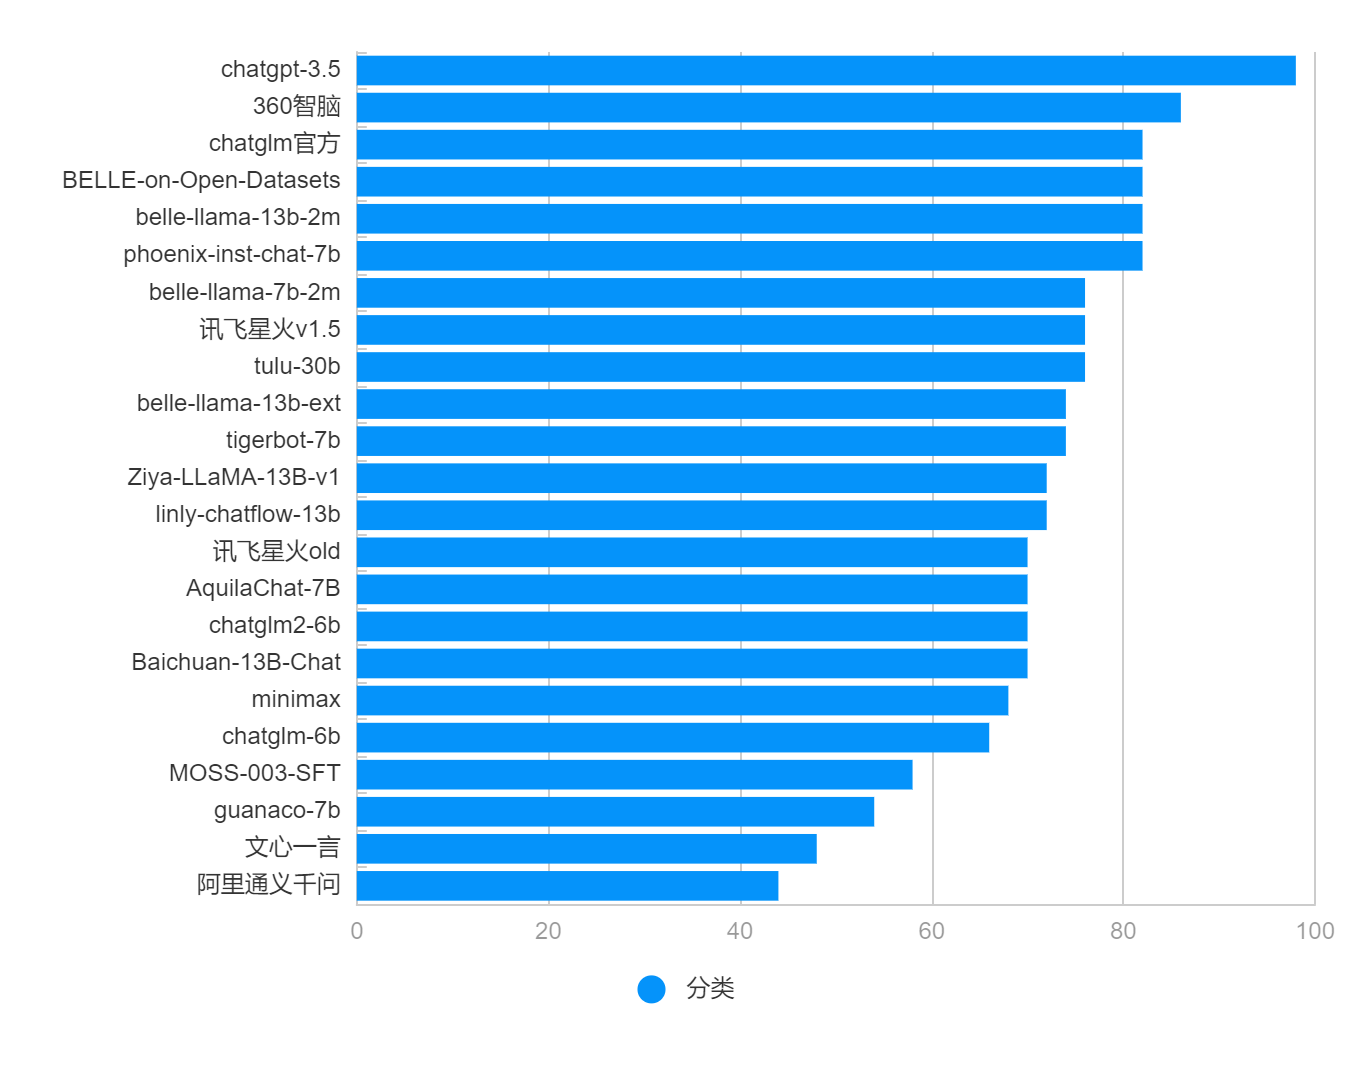 chatgpt-3.5
360智脑
chatglm官方
BELLE-on-Open-Datasets
belle-llama-13b-2m
phoenix-inst-chat-7b
belle-llama-7b-2m
讯飞星火v1.5
tulu-30b
belle-llama-13b-ext
tigerbot-7b
Ziya-LLaMA-13B-v1
linly-chatflow-13b
讯飞星火old
AquilaChat-7B
chatglm2-6b
Baichuan-13B-Chat
minimax
chatglm-6b
MOSS-003-SFT
guanaco-7b
文心一言
阿里通义千问
0 20 40 60 80 100
分类